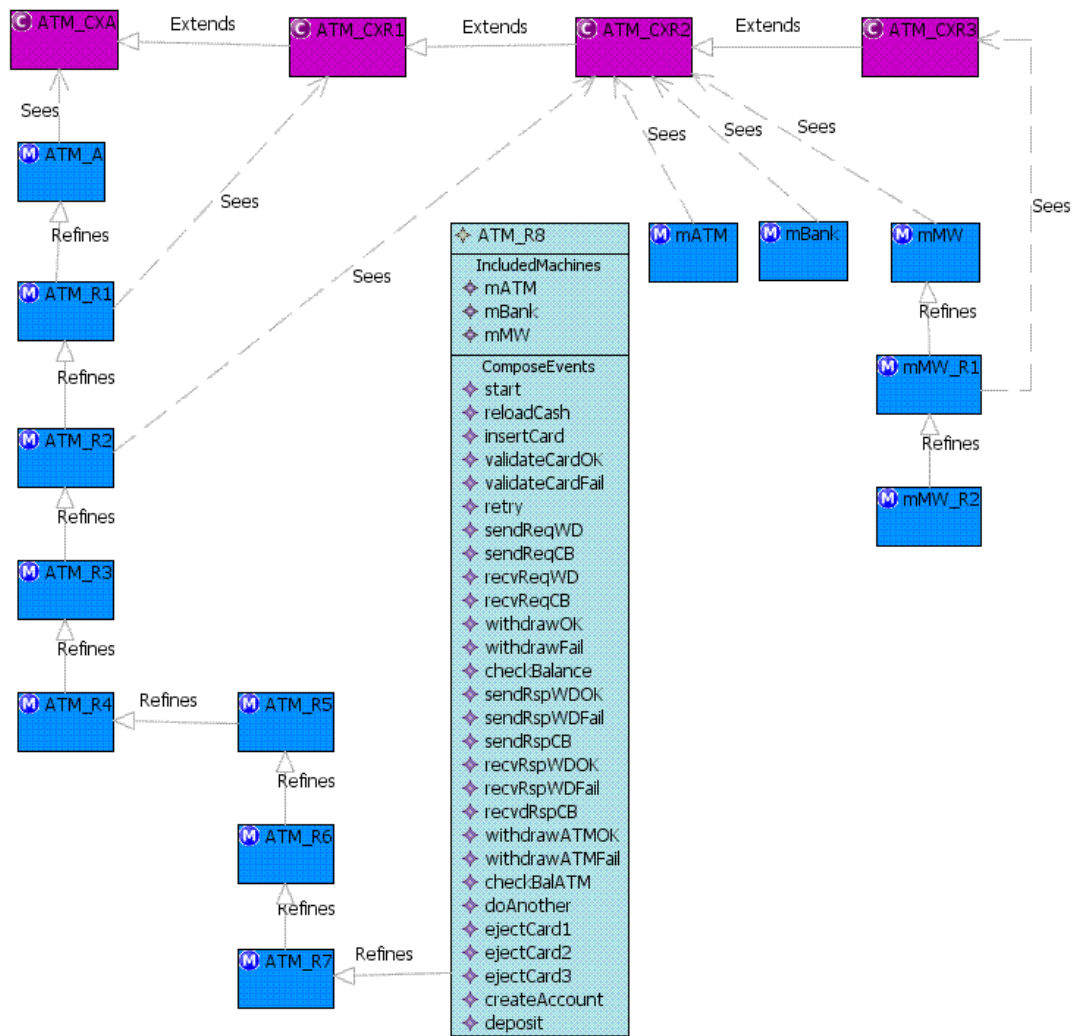 C ATM_CXA
Extends
C ATM_CXR1
Extends
C ATM_CXR2
Extends
C ATM_CXR3
Sees
Sees
Sees
Sees
M ATM_A
Sees
Sees
Refines
Sees
M ATM_R1
ATM_R8
IncludedMachines
mATM
mBank
mMW
M mATM
M mBank
M mMW
Refines
Refines
M mMW_R1
M ATM_R2
Refines
Refines
M mMW_R2
M ATM_R3
Refines
M ATM_R4
Refines
M ATM_R5
Refines
M ATM_R6
Refines
M ATM_R7
Refines
ComposeEvents
start
reloadCash
insertCard
validateCardOK
validateCardFail
retry
sendReqWD
sendReqCB
recvReqWD
recvReqCB
withdrawOK
withdrawFail
checkBalance
sendRspWDOK
sendRspWDFail
sendRspCB
recvRspWDOK
recvRspWDFail
recvdRspCB
withdrawATMOK
withdrawATMFail
checkBalATM
doAnother
ejectCard1
ejectCard2
ejectCard3
createAccount
deposit